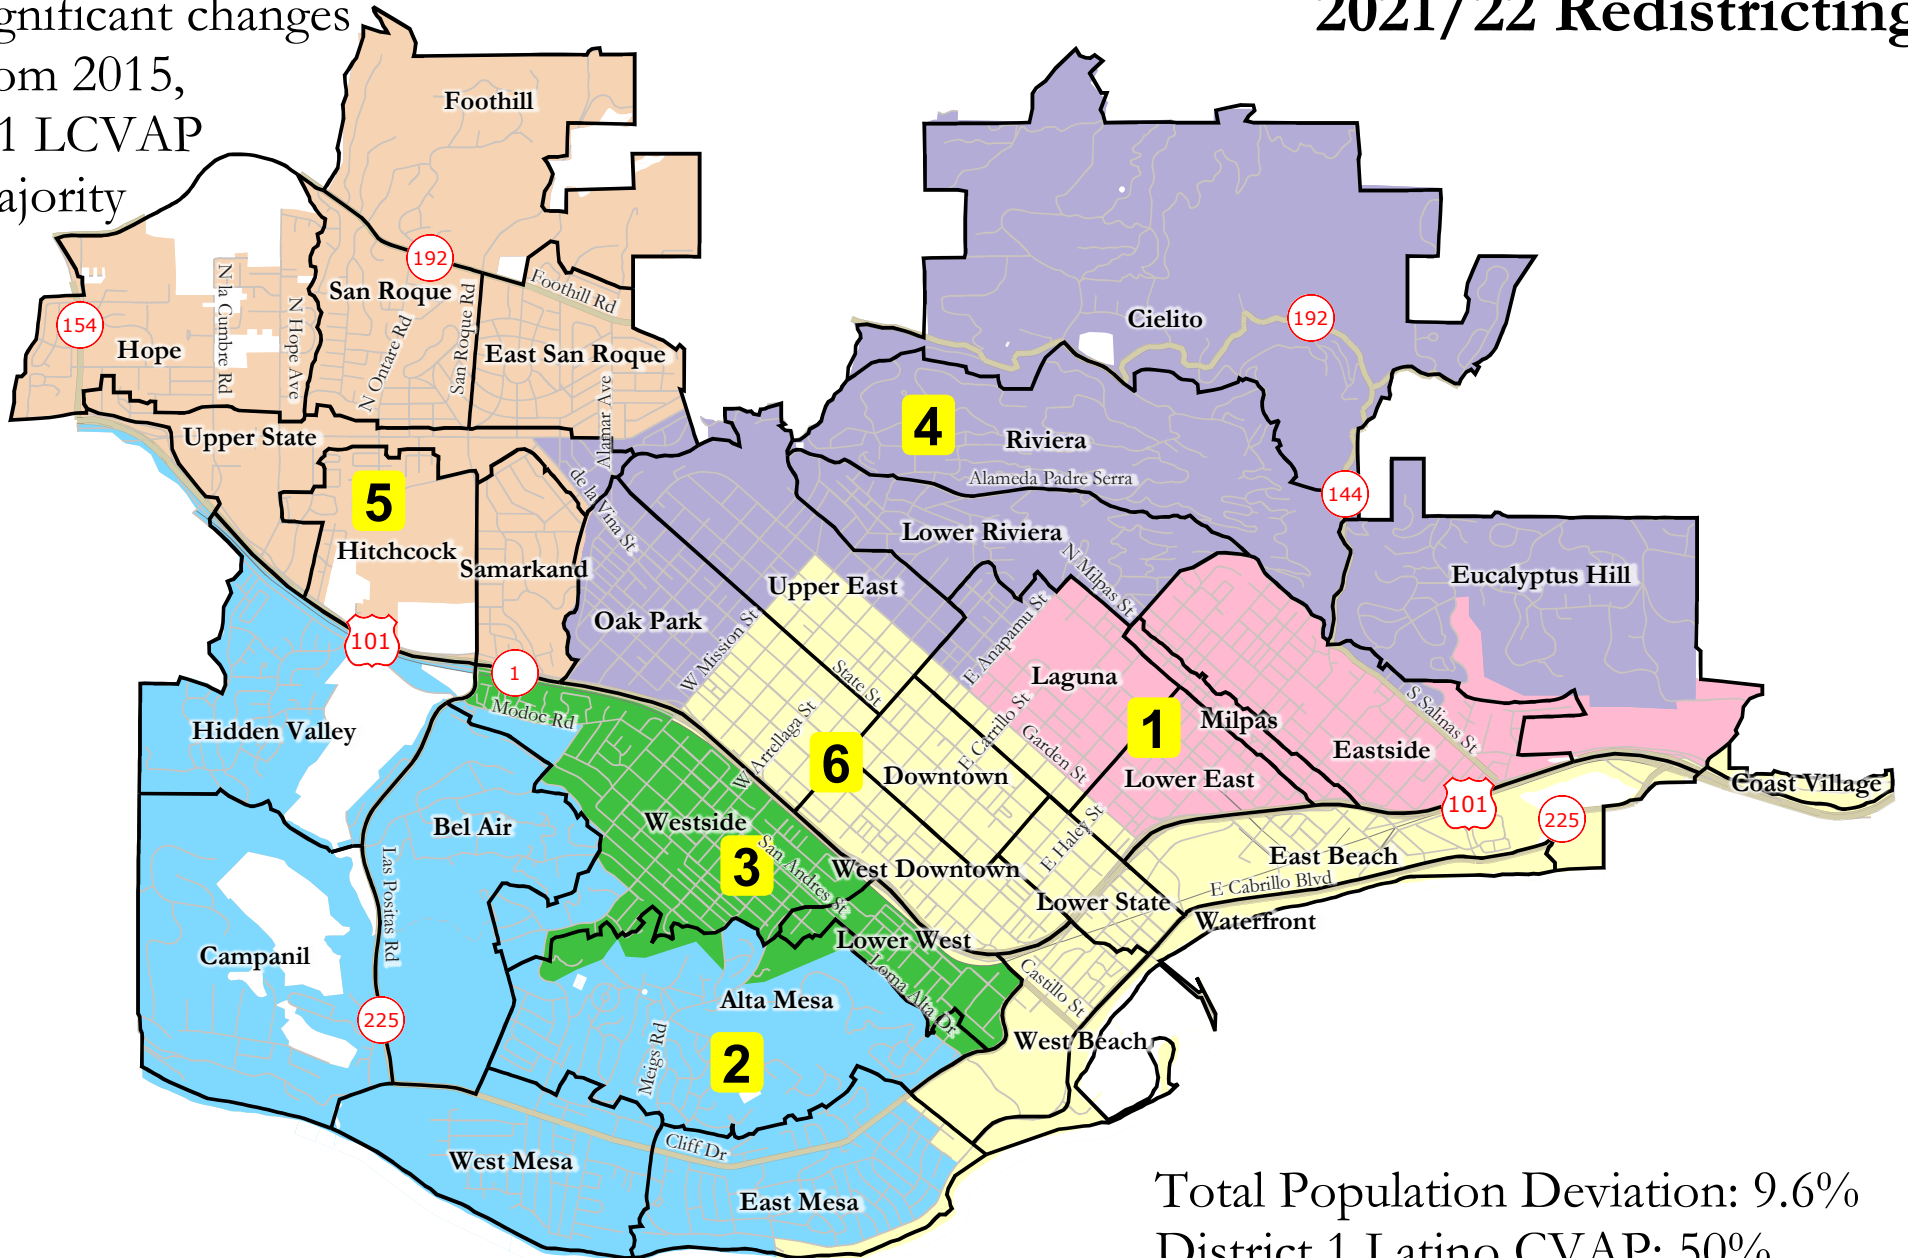 gnificant changes
om 2015,
1 LCVAP
ajority
2021/22 Redistricting
Foothill
192
San Roque
Foothill Rd
N la Cumbre Rd
N Hope Ave
N Ontare Rd
San Roque Rd
154
Hope
East San Roque
Alamar Ave
Upper State
5
Hitchcock
Samarkand
de la Vina St
101
1
Modoc Rd
Cielito
192
4
Riviera
Alameda Padre Serra
144
Lower Riviera
N Milpas St
Eucalyptus Hill
Upper East
Oak Park
W Mission St
E Anapamu St
State St
Laguna
S Salinas St
Hidden Valley
W Arrellaga St
E Carrillo St
Garden St
1
Milpas
Eastside
6
Downtown
Lower East
Coast Village
101
225
Bel Air
Westside
3
San Andres St
E Haley St
West Downtown
East Beach
E Cabrillo Blvd
Las Positas Rd
Lower State
Waterfront
Campanil
Lower West
Loma Alta Dr
Castillo St
225
Alta Mesa
West Beach
Meigs Rd
2
Cliff Dr
West Mesa
East Mesa
Total Population Deviation: 9.6%
District 1 Latino CVAP: 50%